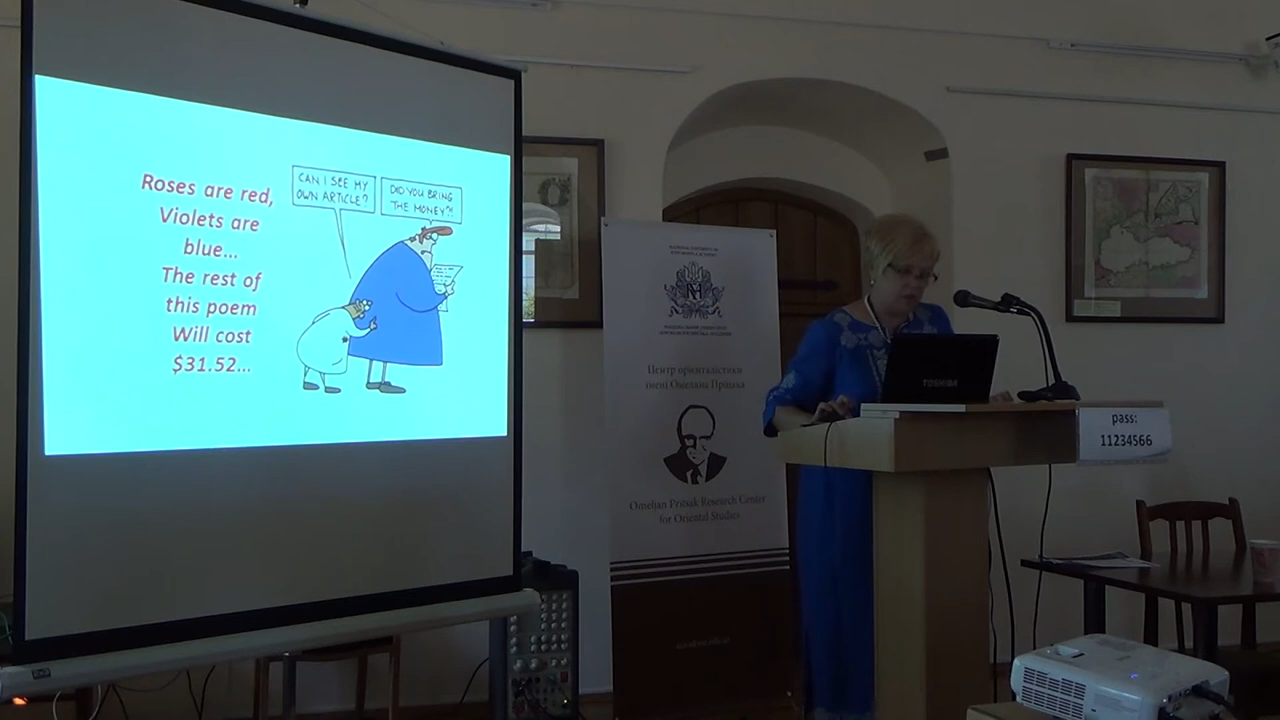 Roses are red,
Violets are
blue...
The rest of
this poem
Will cost
$31.52...
CAN I SEE MY
OWN ARTICLE?
DID YOU BRING
THE MONEY?!
Центр орієнталістики
імені Омеляна Пріцака
Omeljan Pritsak Research Center
for Oriental Studies
TOSHIBA
pass:
11234566